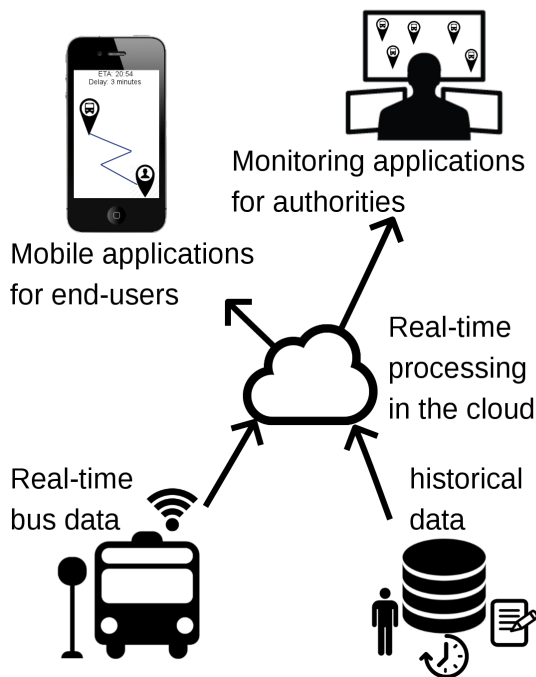 ETA: 20:54
Delay: 3 minutes
Monitoring applications
for authorities
Mobile applications
for end-users
Real-time
processing
in the cloud
Real-time
bus data
historical
data